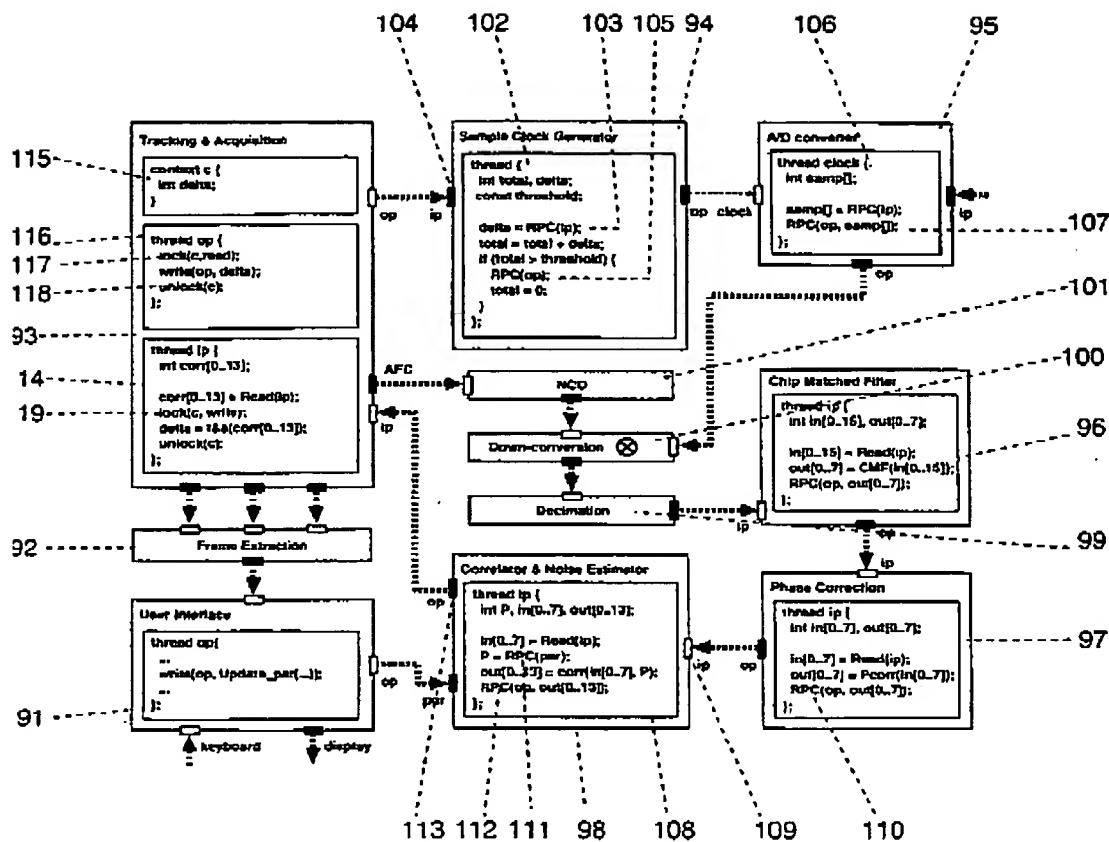 104
102
103
105
94
106
95
Tracking & Acquisition
115
context c {
int delta;
}
op
ip
116
117
118
93
thread op {
lock(c,read);
write(op, delta);
unlock(c);
};
14
19
thread ip {
int corr[0..13];
corr[0..13] = Read(ip);
lock(c, write);
unlock(c);
};
AFC
ip
Sample Clock Generator
thread {
int total, delta;
const threshold;
delta = RPC(ip);
total = total + delta;
if (total > threshold) {
RPC(op);
total = 0;
}
};
op
clock
A/D converter
thread clock {
int samp[];
samp[] = RPC(ip);
RPC(op, samp[]);
};
ip
107
op
101
100
NCO
Down-conversion
Decimation
ip
Chip Matched Filter
thread ip {
int in[0..15], out[0..7];
in[0..15] = Read(ip);
out[0..7] = CMF(in[0..15]);
RPC(op, out[0..7]);
};
96
99
op
ip
92
Frame Extraction
User Interface
thread op{
...
write(op, Update_par(...);
...
};
91
keyboard
display
op
par
op
Correlator & Noise Estimator
thread ip {
int P, in[0..7], out[0..13];
in[0..7] = Read(ip);
P = RPC(par);
out[0..13] = corr(in[0..7], P);
RPC(op, out[0..13]);
};
ip
op
Phase Correction
thread ip {
int in[0..7], out[0..7];
in[0..7] = Read(ip);
out[0..7] = Pcorr(in[0..7]);
RPC(op, out[0..7]);
};
97
113
112
111
98
108
109
110